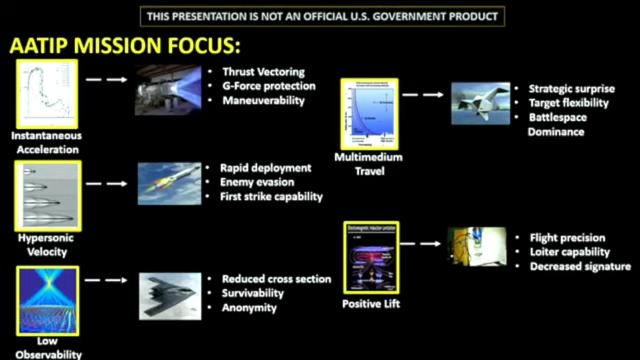 THIS PRESENTATION IS NOT AN OFFICIAL U.S. GOVERNMENT PRODUCT
AATIP MISSION FOCUS:
Instantaneous
Acceleration
• Thrust Vectoring
• G-Force protection
• Maneuverability
Hypersonic
Velocity
• Rapid deployment
• Enemy evasion
• First strike capability
Low
Observability
• Reduced cross section
• Survivability
• Anonymity
Multimedium
Travel
• Strategic surprise
• Target flexibility
• Battlespace
Dominance
Positive Lift
• Flight precision
• Loiter capability
• Decreased signature